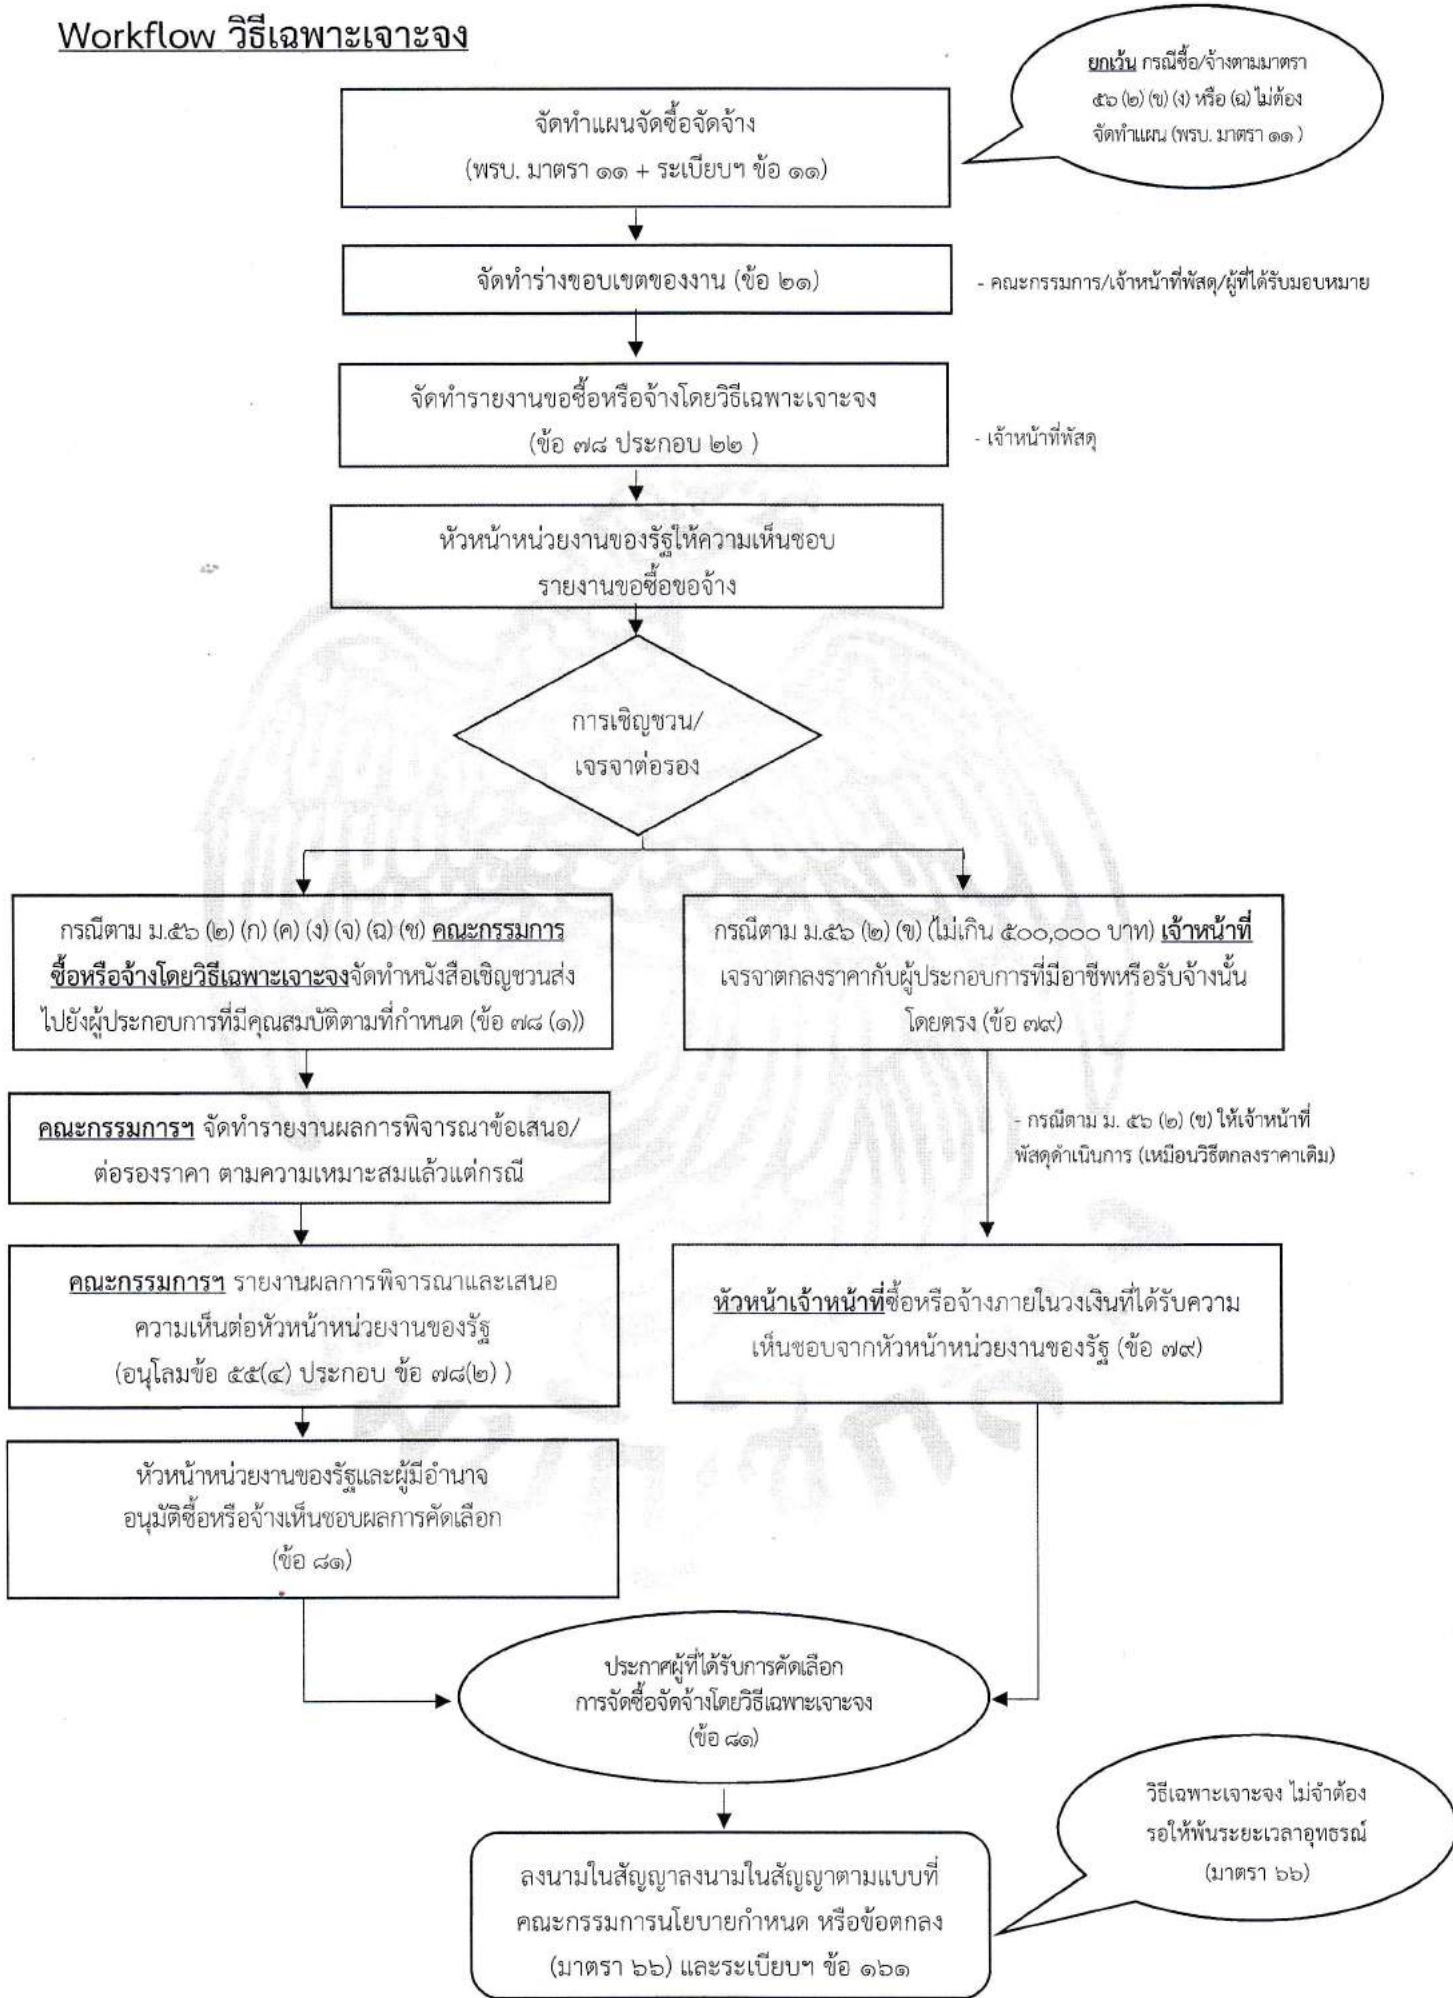 Workflow วิธีเฉพาะเจาะจง
ยกเว้น กรณีซื้อ/จ้างตามมาตรา
๕๖ (๒) (ข) (ง) หรือ (ฉ) ไม่ต้อง
จัดทำแผน (พรบ. มาตรา ๑๑ )
จัดทำแผนจัดซื้อจัดจ้าง
(พรบ. มาตรา ๑๑ + ระเบียบฯ ข้อ ๑๑)
จัดทำร่างขอบเขตของงาน (ข้อ ๒๑)
- คณะกรรมการ/เจ้าหน้าที่พัสดุ/ผู้ที่ได้รับมอบหมาย
จัดทำรายงานขอซื้อหรือจ้างโดยวิธีเฉพาะเจาะจง
(ข้อ ๗๘ ประกอบ ๒๒ )
- เจ้าหน้าที่พัสดุ
หัวหน้าหน่วยงานของรัฐให้ความเห็นชอบ
รายงานขอซื้อขอจ้าง
การเชิญชวน/
เจรจาต่อรอง
กรณีตาม ม.๕๖ (๒) (ก) (ค) (ง) (จ) (ฉ) (ช) คณะกรรมการ
ซื้อหรือจ้างโดยวิธีเฉพาะเจาะจงจัดทำหนังสือเชิญชวนส่ง
ไปยังผู้ประกอบการที่มีคุณสมบัติตามที่กำหนด (ข้อ ๗๘ (๑))
กรณีตาม ม.๕๖ (๒) (ข) (ไม่เกิน ๕๐๐,๐๐๐ บาท) เจ้าหน้าที่
เจรจาตกลงราคากับผู้ประกอบการที่มีอาชีพหรือรับจ้างนั้น
โดยตรง (ข้อ ๗๙)
คณะกรรมการฯ จัดทำรายงานผลการพิจารณาข้อเสนอ/
ต่อรองราคา ตามความเหมาะสมแล้วแต่กรณี
- กรณีตาม ม. ๕๖ (๒) (ข) ให้เจ้าหน้าที่
พัสดุดำเนินการ (เหมือนวิธีตกลงราคาเดิม)
คณะกรรมการฯ รายงานผลการพิจารณาและเสนอ
ความเห็นต่อหัวหน้าหน่วยงานของรัฐ
(อนุโลมข้อ ๕๕(๔) ประกอบ ข้อ ๗๘(๒) )
หัวหน้าเจ้าหน้าที่ซื้อหรือจ้างภายในวงเงินที่ได้รับความ
เห็นชอบจากหัวหน้าหน่วยงานของรัฐ (ข้อ ๗๙)
หัวหน้าหน่วยงานของรัฐและผู้มีอำนาจ
อนุมัติซื้อหรือจ้างเห็นชอบผลการคัดเลือก
(ข้อ ๘๑)
ประกาศผู้ที่ได้รับการคัดเลือก
การจัดซื้อจัดจ้างโดยวิธีเฉพาะเจาะจง
(ข้อ ๘๑)
วิธีเฉพาะเจาะจง ไม่จำต้อง
รอให้พ้นระยะเวลาอุทธรณ์
(มาตรา ๖๖)
ลงนามในสัญญาลงนามในสัญญาตามแบบที่
คณะกรรมการนโยบายกำหนด หรือข้อตกลง
(มาตรา ๖๖) และระเบียบฯ ข้อ ๑๖๑